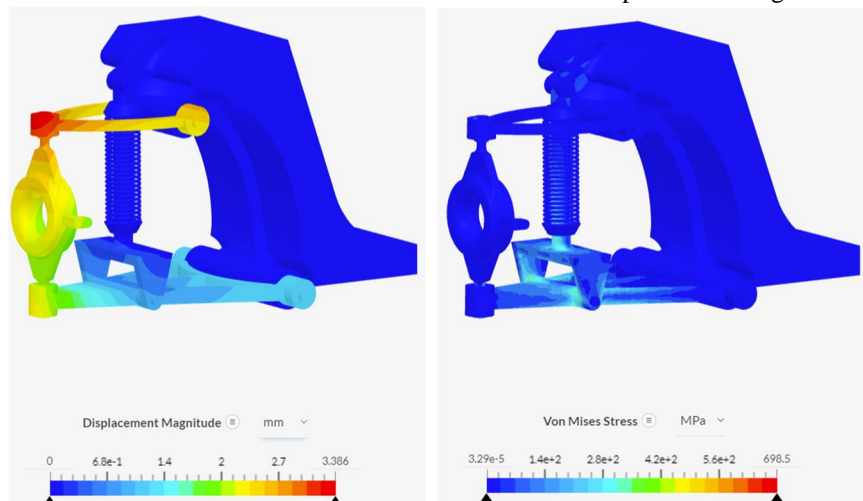 Displacement Magnitude mm
0 6.8e-1 1.4 2 2.7 3.386
Von Mises Stress MPa
3.29e-5 1.4e+2 2.8e+2 4.2e+2 5.6e+2 698.5